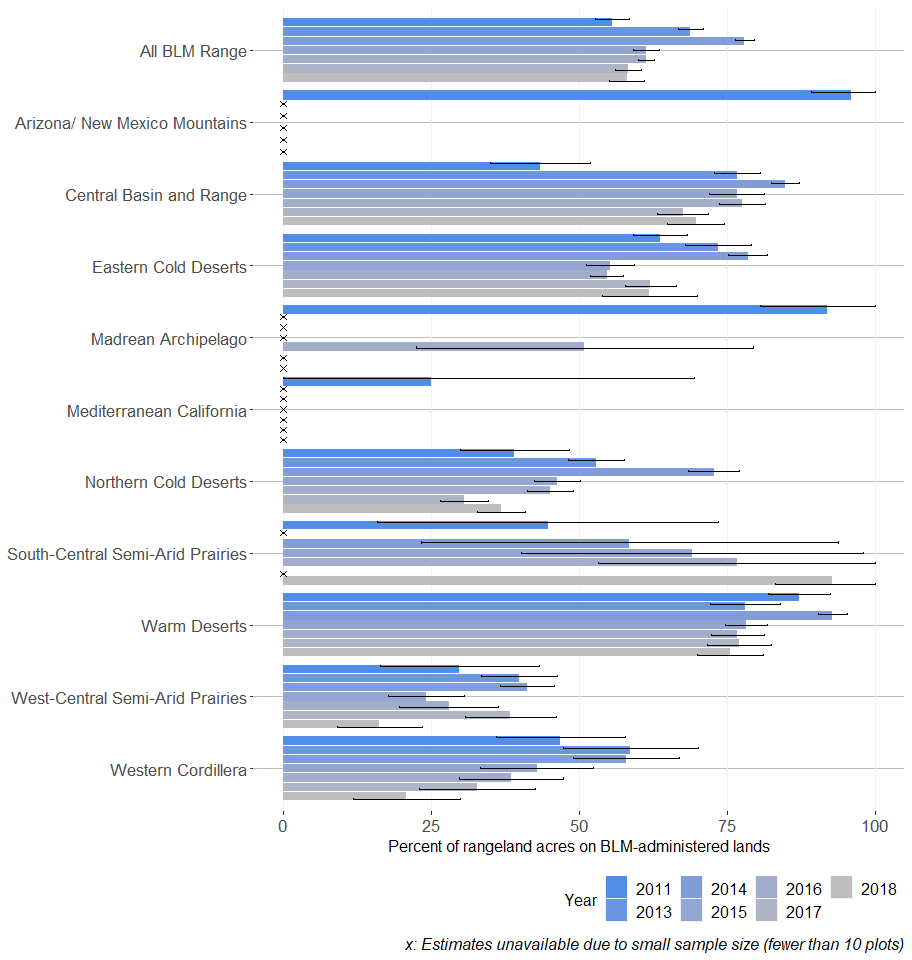 All BLM Range
Arizona/ New Mexico Mountains
Central Basin and Range
Eastern Cold Deserts
Madrean Archipelago
Mediterranean California
Northern Cold Deserts
South-Central Semi-Arid Prairies
Warm Deserts
West-Central Semi-Arid Prairies
Western Cordillera
0 25 50 75 100
Percent of rangeland acres on BLM-administered lands
Year
2011 2014 2016 2018
2013 2015 2017
x: Estimates unavailable due to small sample size (fewer than 10 plots)